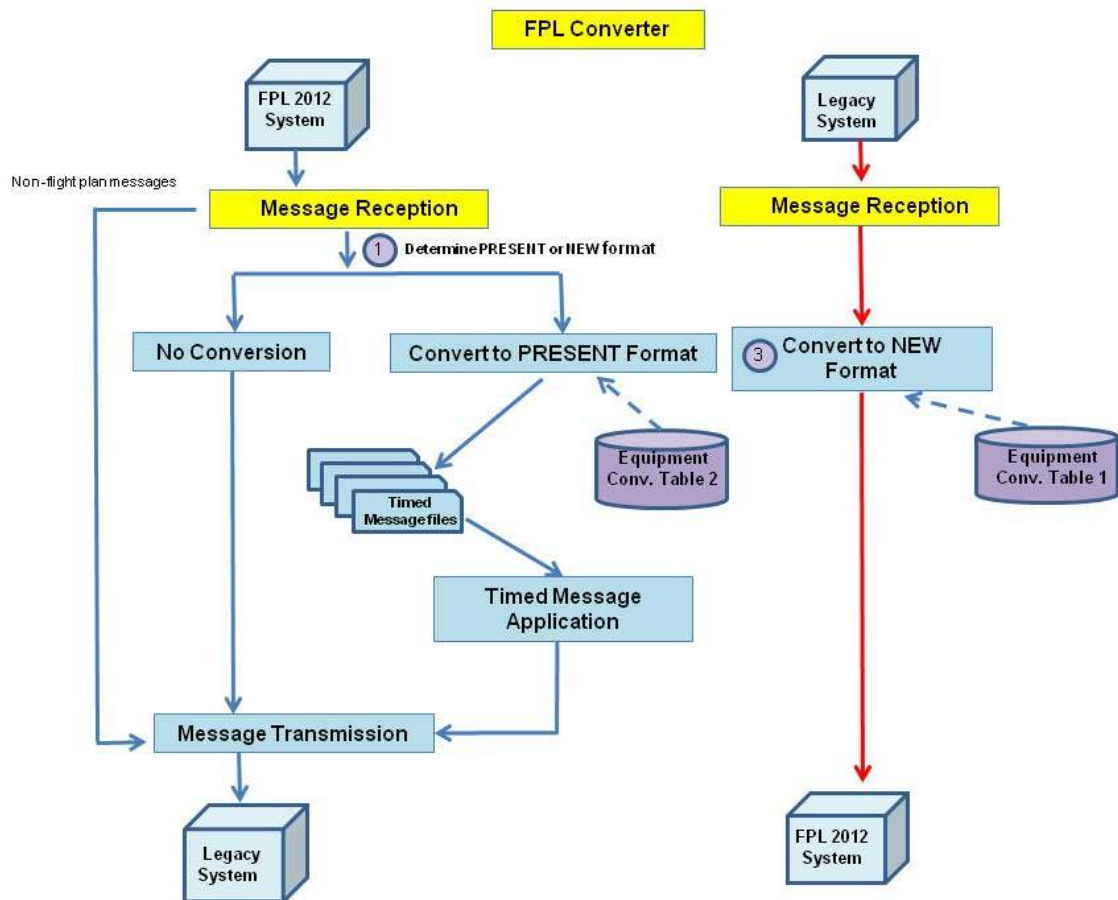 FPL Converter
FPL 2012
System
Legacy
System
Non-flight plan messages
Message Reception
Message Reception
1
Determine PRESENT or NEW format
No Conversion
Convert to PRESENT Format
3
Convert to NEW
Format
Equipment
Conv. Table 2
Equipment
Conv. Table 1
Timed
Message files
Timed Message
Application
Message Transmission
Legacy
System
FPL 2012
System